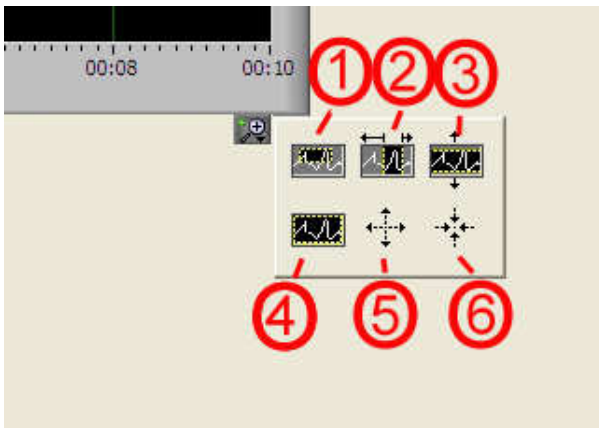 00:08 00:10
① ② ③
④ ⑤ ⑥